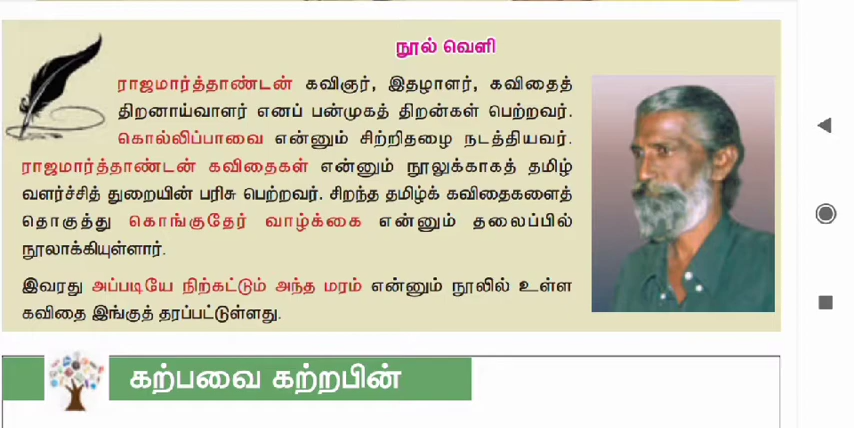 நூல் வெளி
ராஜமார்த்தாண்டன் கவிஞர், இதழாளர், கவிதைத்
திறனாய்வாளர் எனப் பன்முகத் திறன்கள் பெற்றவர்.
கொல்லிப்பாவை என்னும் சிற்றிதழை நடத்தியவர்.
ராஜமார்த்தாண்டன் கவிதைகள் என்னும் நூலுக்காகத் தமிழ்
வளர்ச்சித் துறையின் பரிசு பெற்றவர். சிறந்த தமிழ்க் கவிதைகளைத்
தொகுத்து கொங்குதேர் வாழ்க்கை என்னும் தலைப்பில்
நூலாக்கியுள்ளார்.
இவரது அப்படியே நிற்கட்டும் அந்த மரம் என்னும் நூலில் உள்ள
கவிதை இங்குத் தரப்பட்டுள்ளது.
கற்பவை கற்றபின்